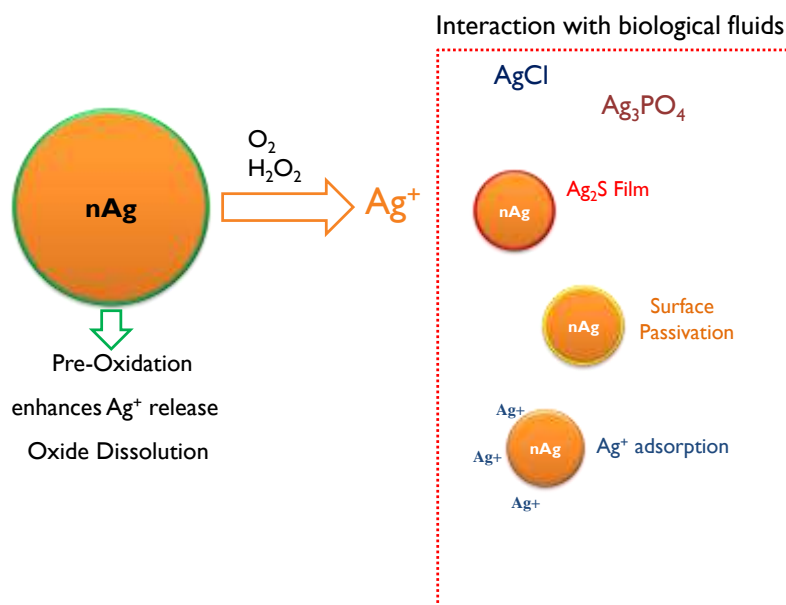 Interaction with biological fluids
AgCl
Ag₃PO₄
O₂
H₂O₂
nAg
Ag⁺
nAg
Ag₂S Film
nAg
Surface
Passivation
Pre-Oxidation
enhances Ag⁺ release
Oxide Dissolution
Ag+
nAg
Ag+
Ag+
Ag⁺ adsorption